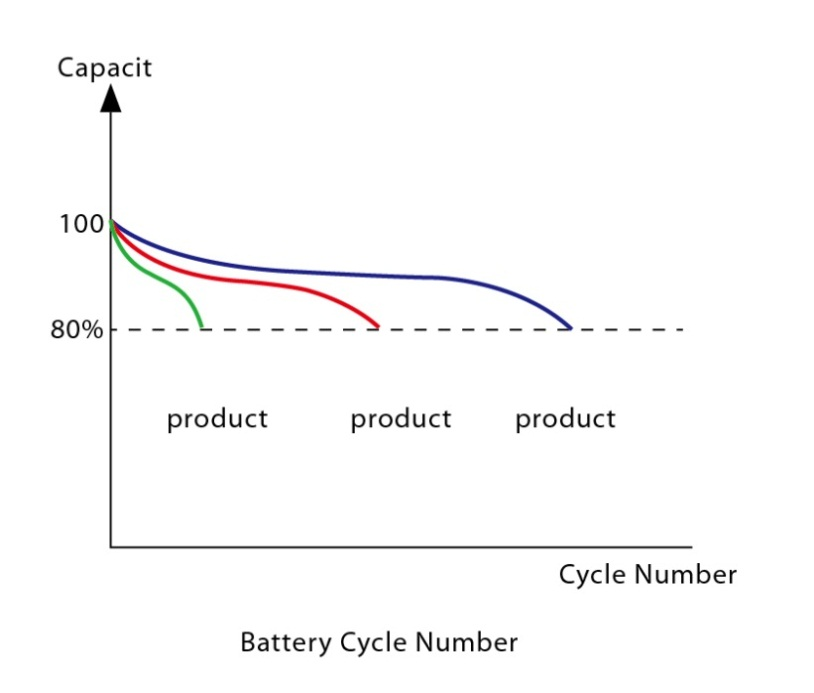 Capacit
100
80%
product product product
Cycle Number
Battery Cycle Number